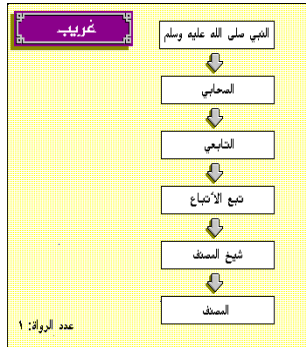 غريب
النبي صلى الله عليه وسلم
الصحابي
التابعي
تبع الأتباع
شيخ المصنف
المصنف
عدد الرواة: ١